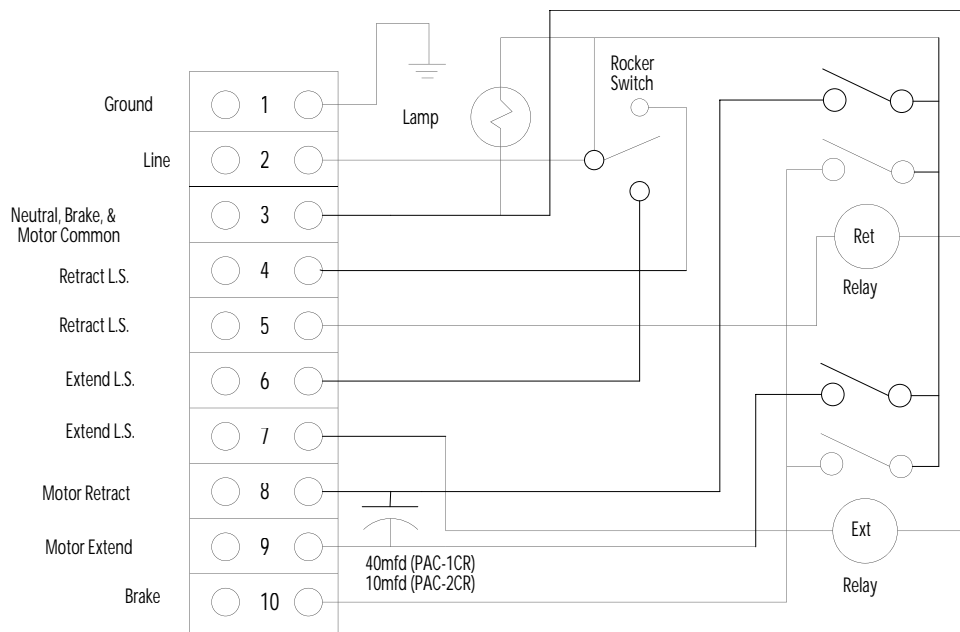 Ground
1
Line
2
Neutral, Brake, &
Motor Common
3
Retract L.S.
4
Retract L.S.
5
Extend L.S.
6
Extend L.S.
7
Motor Retract
8
Motor Extend
9
Brake
10
Lamp
Rocker
Switch
40mfd (PAC-1CR)
10mfd (PAC-2CR)
Ret
Relay
Ext
Relay